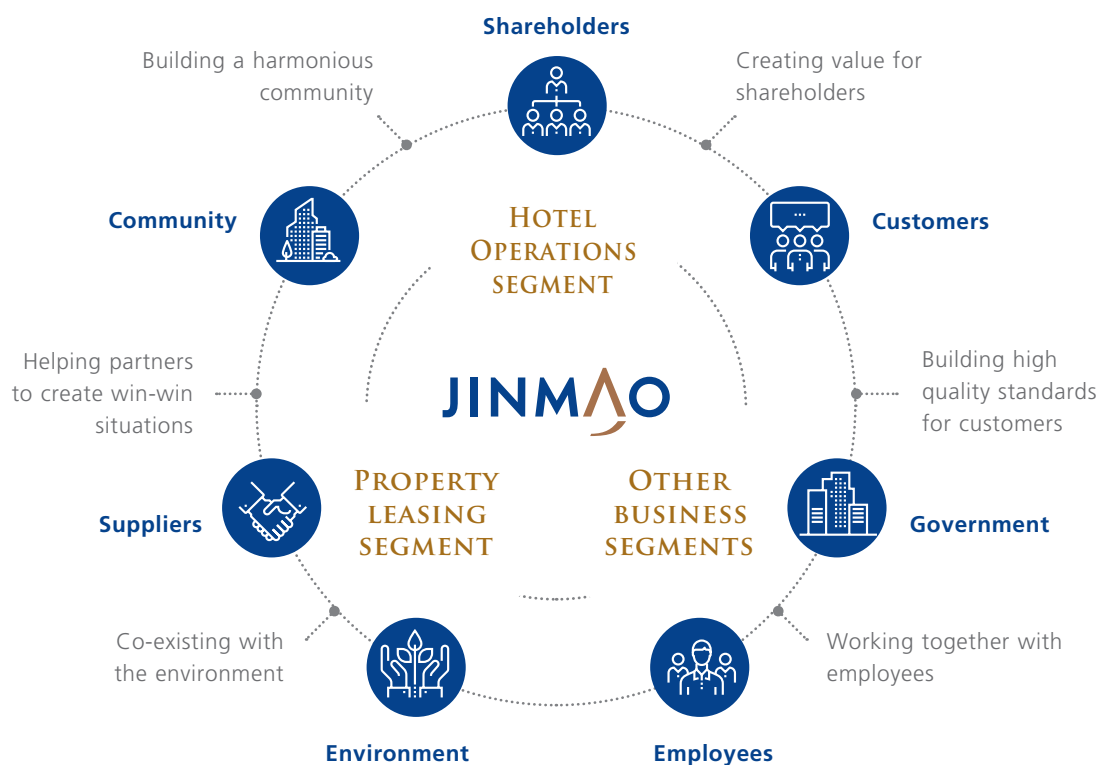 Shareholders
Building a harmonious
community
Creating value for
shareholders
Community
HOTEL
OPERATIONS
SEGMENT
Customers
Helping partners
to create win-win
situations
JINMAO
Building high
quality standards
for customers
Suppliers
PROPERTY
LEASING
SEGMENT
OTHER
BUSINESS
SEGMENTS
Government
Co-existing with
the environment
Working together with
employees
Environment
Employees